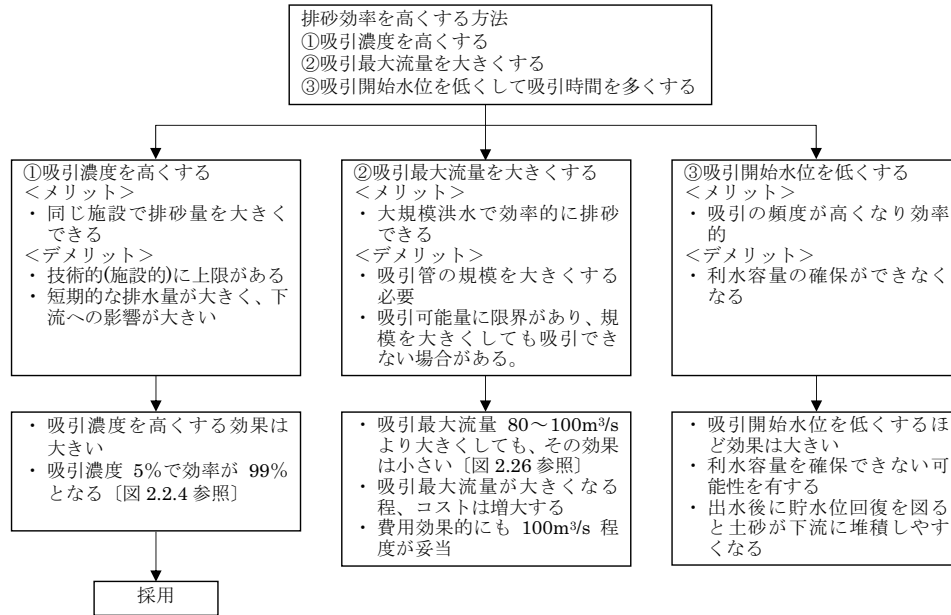 排砂効率を高くする方法
①吸引濃度を高くする
②吸引最大流量を大きくする
③吸引開始水位を低くして吸引時間を多くする
①吸引濃度を高くする
＜メリット＞
・ 同じ施設で排砂量を大きく
できる
＜デメリット＞
・ 技術的(施設的)に上限がある
・ 短期的な排水量が大きく、下
流への影響が大きい
②吸引最大流量を大きくする
＜メリット＞
・ 大規模洪水で効率的に排砂
できる
＜デメリット＞
・ 吸引管の規模を大きくする
必要
・ 吸引可能量に限界があり、規
模を大きくしても吸引でき
ない場合がある。
③吸引開始水位を低くする
＜メリット＞
・ 吸引の頻度が高くなり効率
的
＜デメリット＞
・ 利水容量の確保ができなく
なる
・ 吸引濃度を高くする効果は
大きい
・ 吸引濃度 5%で効率が 99%
となる〔図 2.2.4 参照〕
・ 吸引最大流量 80～100m³/s
より大きくしても、その効果
は小さい〔図 2.26 参照〕
・ 吸引最大流量が大きくなる
程、コストは増大する
・ 費用効果的にも 100m³/s 程
度が妥当
・ 吸引開始水位を低くするほ
ど効果は大きい
・ 利水容量を確保できない可
能性を有する
・ 出水後に貯水位回復を図る
と土砂が下流に堆積しやす
くなる
採用